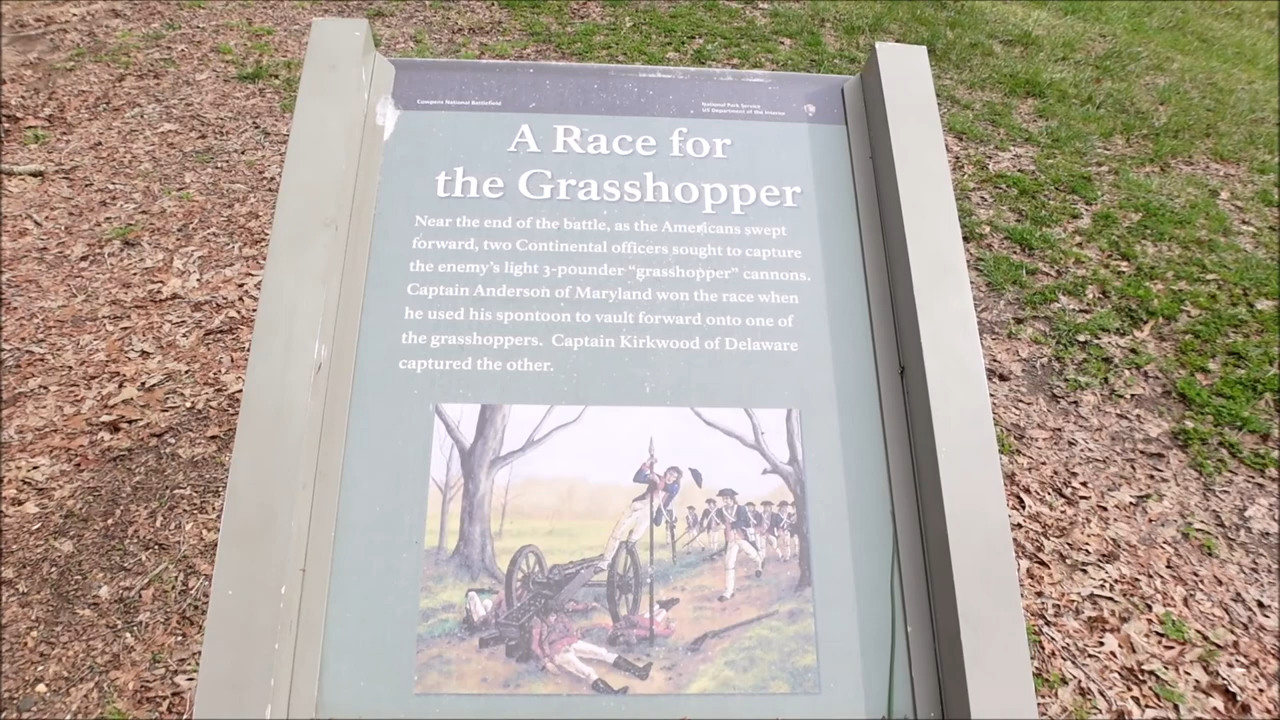 Cowpens National Battlefield
National Park Service
US Department of the Interior
A Race for
the Grasshopper
Near the end of the battle, as the Americans swept
forward, two Continental officers sought to capture
the enemy's light 3-pounder "grasshopper" cannons.
Captain Anderson of Maryland won the race when
he used his spontoon to vault forward onto one of
the grasshoppers.  Captain Kirkwood of Delaware
captured the other.